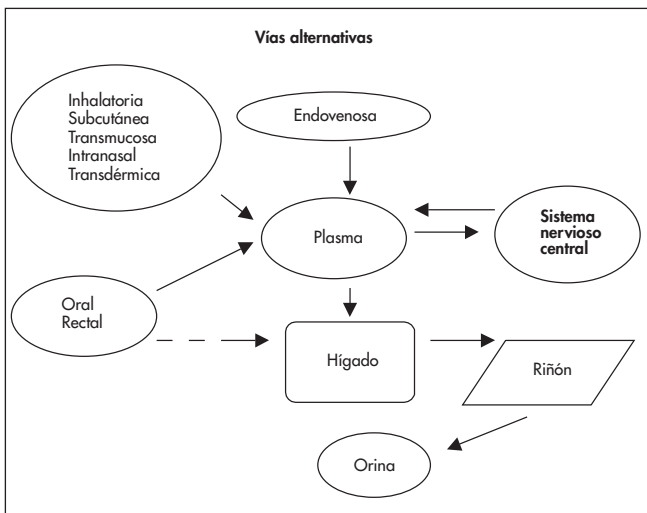 Vías alternativas
Inhalatoria
Subcutánea
Transmucosa
Intranasal
Transdérmica
Endovenosa
Plasma
Sistema
nervioso
central
Oral
Rectal
Hígado
Riñón
Orina